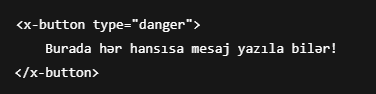 <x-button type="danger">
    Burada hər hansısa mesaj yazıla bilər!
</x-button>